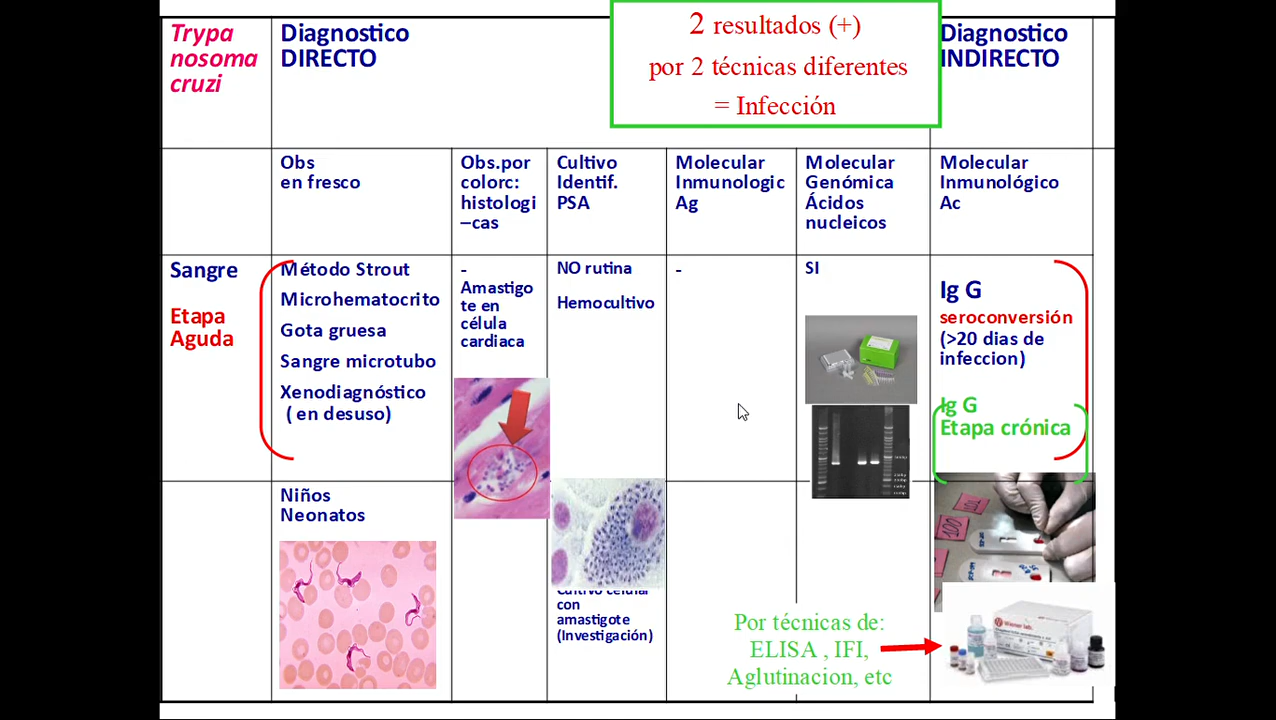 Trypa
nosoma
cruzi
Diagnostico
DIRECTO
2 resultados (+)
por 2 técnicas diferentes
= Infección
Diagnostico
INDIRECTO
Obs
en fresco
Obs.por
colorc:
histologi
–cas
Cultivo
Identif.
PSA
Molecular
Inmunologic
Ag
Molecular
Genómica
Ácidos
nucleicos
Molecular
Inmunológico
Ac
Sangre
Etapa
Aguda
Método Strout
Microhematocrito
Gota gruesa
Sangre microtubo
Xenodiagnóstico
( en desuso)
-
Amastigo
te en
célula
cardiaca
NO rutina
Hemocultivo
-
SI
Ig G
seroconversión
(>20 dias de
infeccion)
Ig G
Etapa crónica
Niños
Neonatos
Cultivo celular
con
amastigote
(Investigación)
Por técnicas de:
ELISA , IFI,
Aglutinacion, etc
Wiener lab.